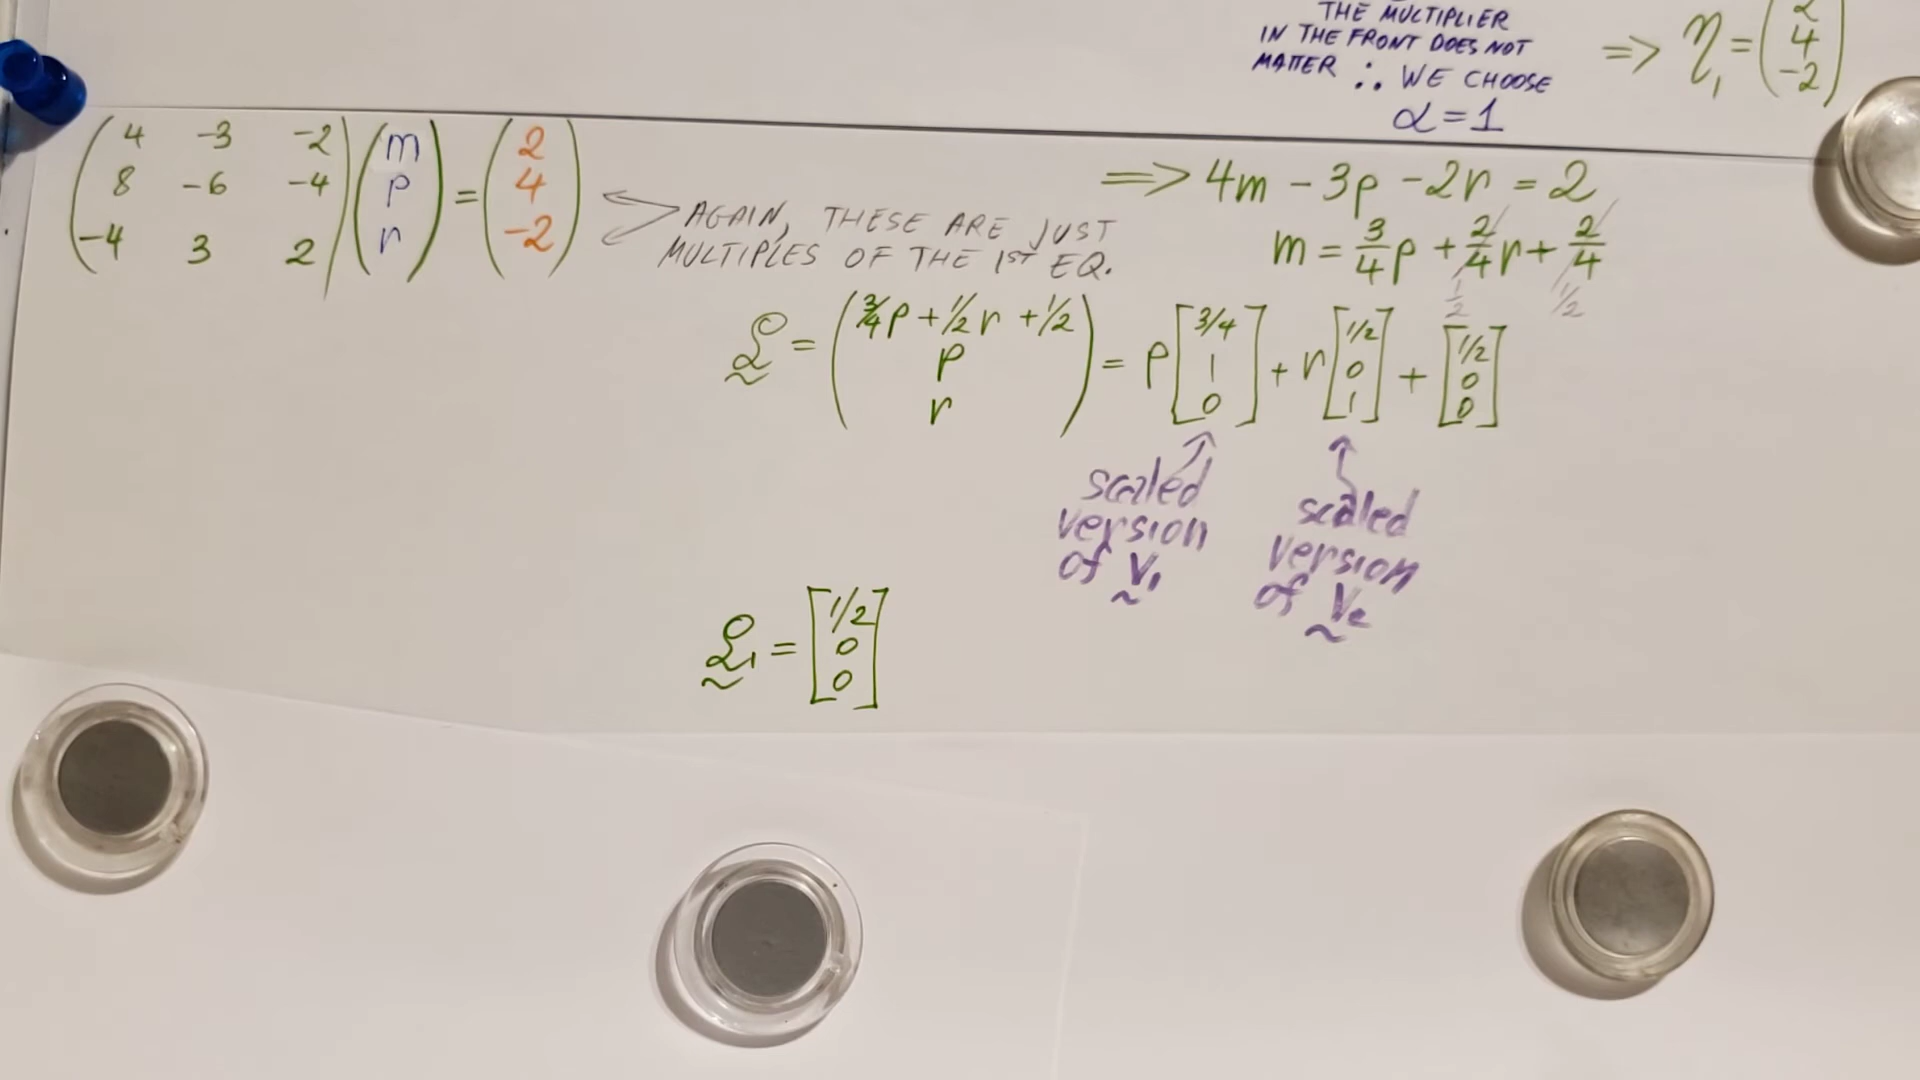 THE MULTIPLIER
IN THE FRONT DOES NOT
MATTER ∴ WE CHOOSE
α = 1
=> η₁ = (2 4 -2)
(4 -3 -2) (m) = (2)
(8 -6 -4) (p) (4)
(-4 3 2) (r) (-2)
AGAIN, THESE ARE JUST
MULTIPLES OF THE 1ST EQ.
=> 4m - 3p - 2r = 2
m = 3/4 p + 2/4 r + 2/4
1/2 1/2
= (3/4 p + 1/2 r + 1/2, p, r) = p [3/4 1 0] + r [1/2 0 1] + [1/2 0 0]
scaled
version
of v₁
scaled
version
of v₂
₁ = [1/2 0 0]